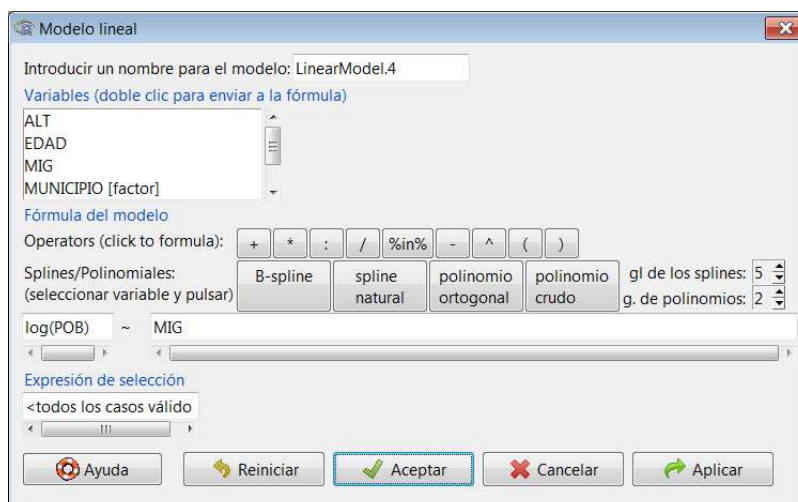 Modelo lineal
Introducir un nombre para el modelo: LinearModel.4
Variables (doble clic para enviar a la fórmula)
ALT
EDAD
MIG
MUNICIPIO [factor]
Fórmula del modelo
Operators (click to formula): + * : / %in% - ^ ( )
Splines/Polinomiales:
(seleccionar variable y pulsar)
B-spline
spline
natural
polinomio
ortogonal
polinomio
crudo
gl de los splines: 5
g. de polinomios: 2
log(POB) ~ MIG
Expresión de selección
<todos los casos válido
Ayuda Reiniciar Aceptar Cancelar Aplicar